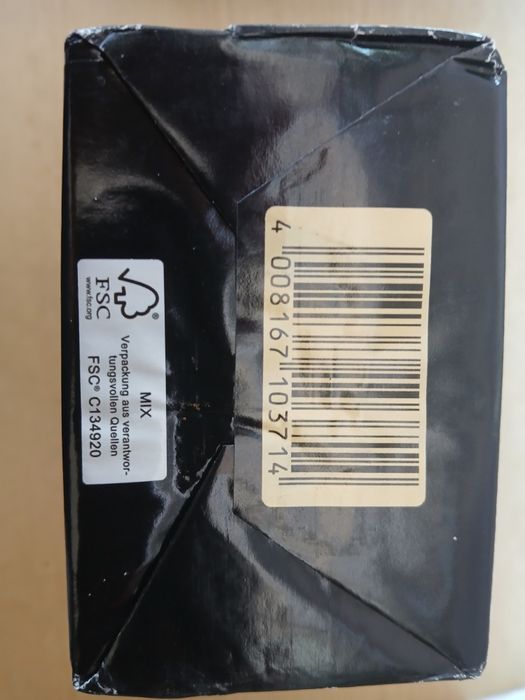 4 008167 103714
®
FSC
www.fsc.org
MIX
Verpackung aus verantwor-
tungsvollen Quellen
FSC® C134920